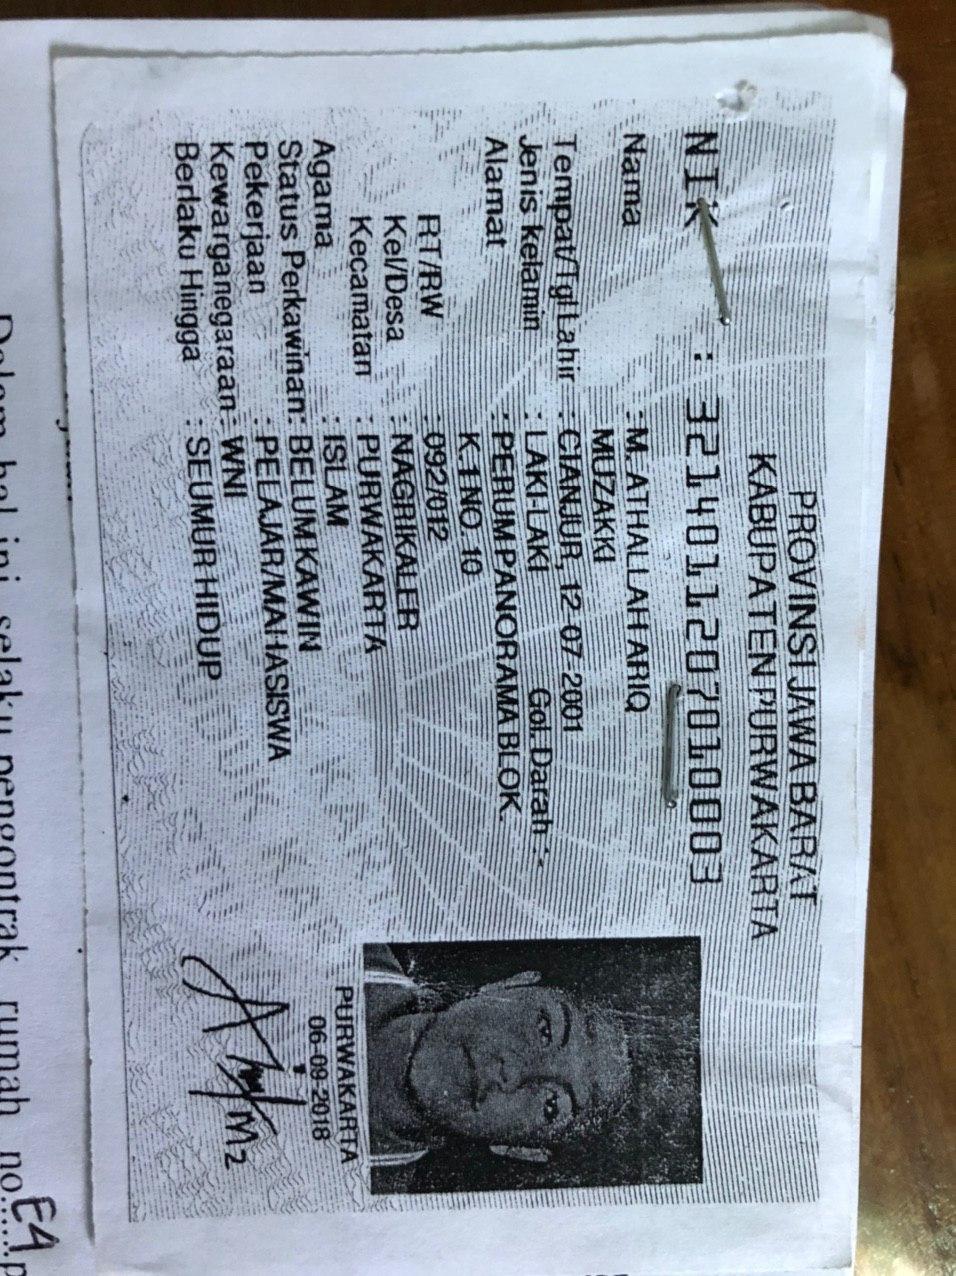 PROVINSI JAWA BARAT
KABUPATEN PURWAKARTA
NIK : 3214011207010003
Nama : M. ATHALLAH ARIQ
MUZAKKI
Tempat/Tgl Lahir : CIANJUR, 12-07-2001
Jenis kelamin : LAKI-LAKI Gol. Darah : -
Alamat : PERUM PANORAMA BLOK.
K.1 NO. 10
RT/RW : 092/012
Kel/Desa : NAGRIKALER
Kecamatan : PURWAKARTA
Agama : ISLAM
Status Perkawinan : BELUM KAWIN
Pekerjaan : PELAJAR/MAHASISWA
Kewarganegaraan : WNI
Berlaku Hingga : SEUMUR HIDUP
PURWAKARTA
06-09-2018
Dalam hal ini selaku pengontrak rumah no...E4...p